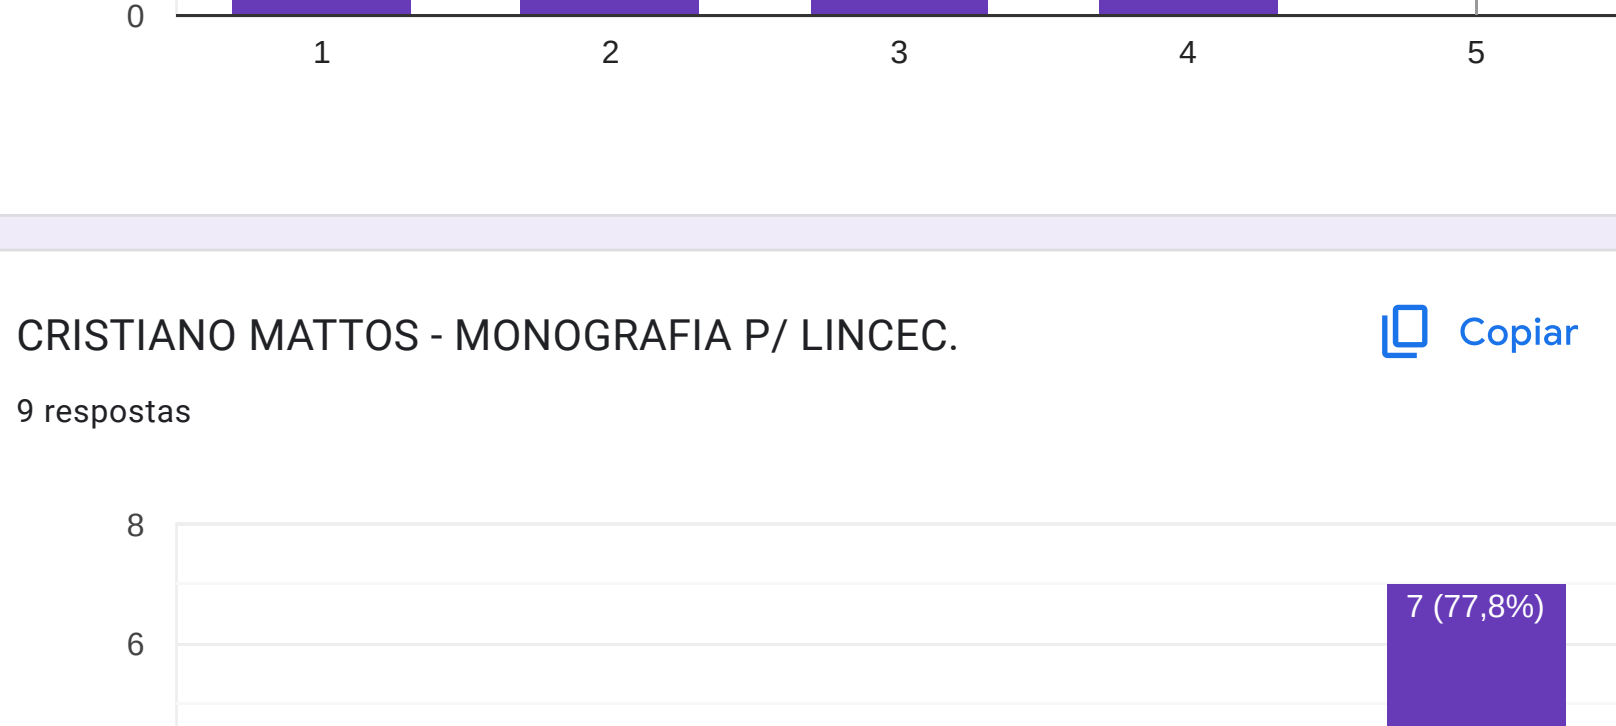 0
1 2 3 4 5
CRISTIANO MATTOS - MONOGRAFIA P/ LINCEC.
Copiar
9 respostas
8
7 (77,8%)
6